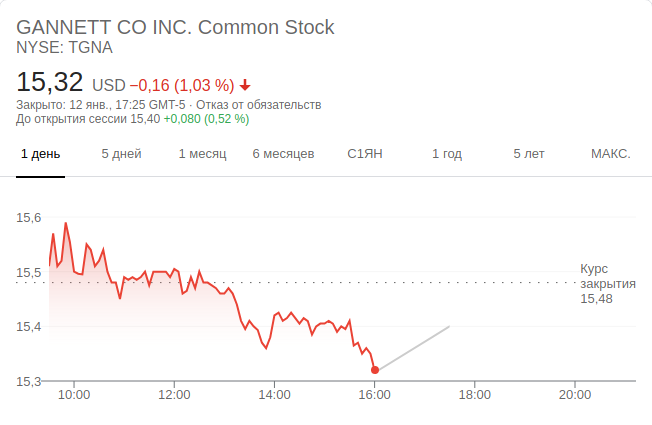 GANNETT CO INC. Common Stock
NYSE: TGNA
15,32 USD −0,16 (1,03 %)
Закрыто: 12 янв., 17:25 GMT-5 · Отказ от обязательств
До открытия сессии 15,40 +0,080 (0,52 %)
1 день 5 дней 1 месяц 6 месяцев С1ЯН 1 год 5 лет МАКС.
15,6
15,5
Курс
закрытия
15,48
15,4
15,3
10:00 12:00 14:00 16:00 18:00 20:00